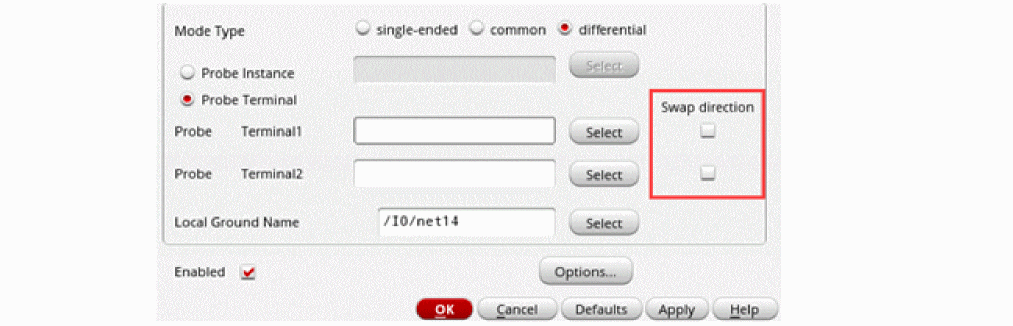 Mode Type single-ended common differential
Probe Instance Select
Probe Terminal
Swap direction
Probe Terminal1 Select
Probe Terminal2 Select
Local Ground Name /I0/net14 Select
Enabled Options...
OK Cancel Defaults Apply Help